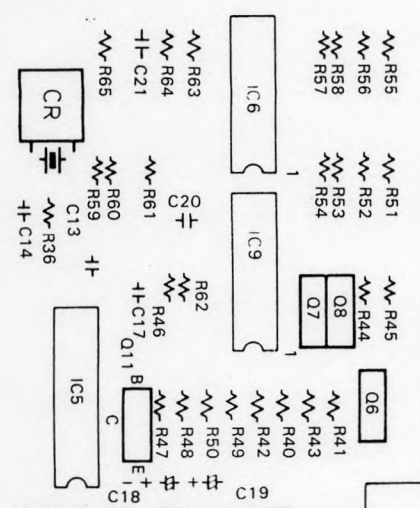 R65
C21
R64
R63
IC6
R57
R58
R56
R55
CR
1
C14
R36
C13
R59
R60
R61
C20
R54
R53
R52
R51
IC9
1
C17
R46
R62
Q7
Q8
R44
R45
IC5
Q11
B
C
E
R47
R48
R50
R49
R42
R40
R43
R41
Q6
- +
+
C18
C19